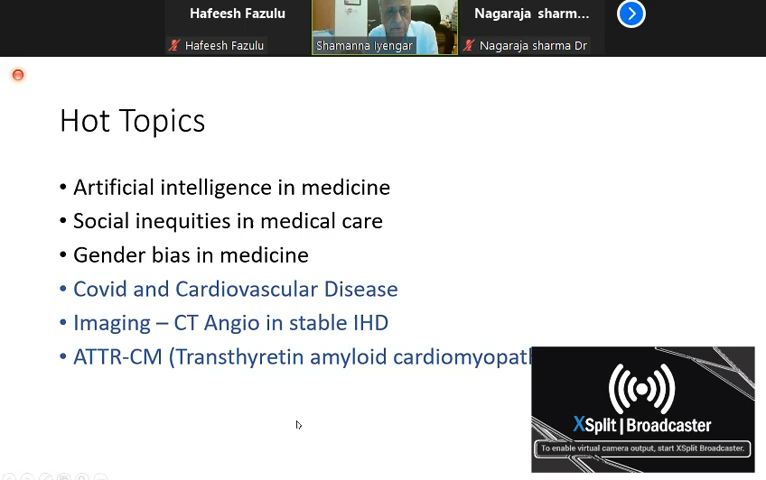 Hafeesh Fazulu
Nagaraja sharm...
Hafeesh Fazulu
Shamanna Iyengar
Nagaraja sharma Dr
Hot Topics
• Artificial intelligence in medicine
• Social inequities in medical care
• Gender bias in medicine
• Covid and Cardiovascular Disease
• Imaging – CT Angio in stable IHD
• ATTR-CM (Transthyretin amyloid cardiomyopath
XSplit | Broadcaster
To enable virtual camera output, start XSplit Broadcaster.